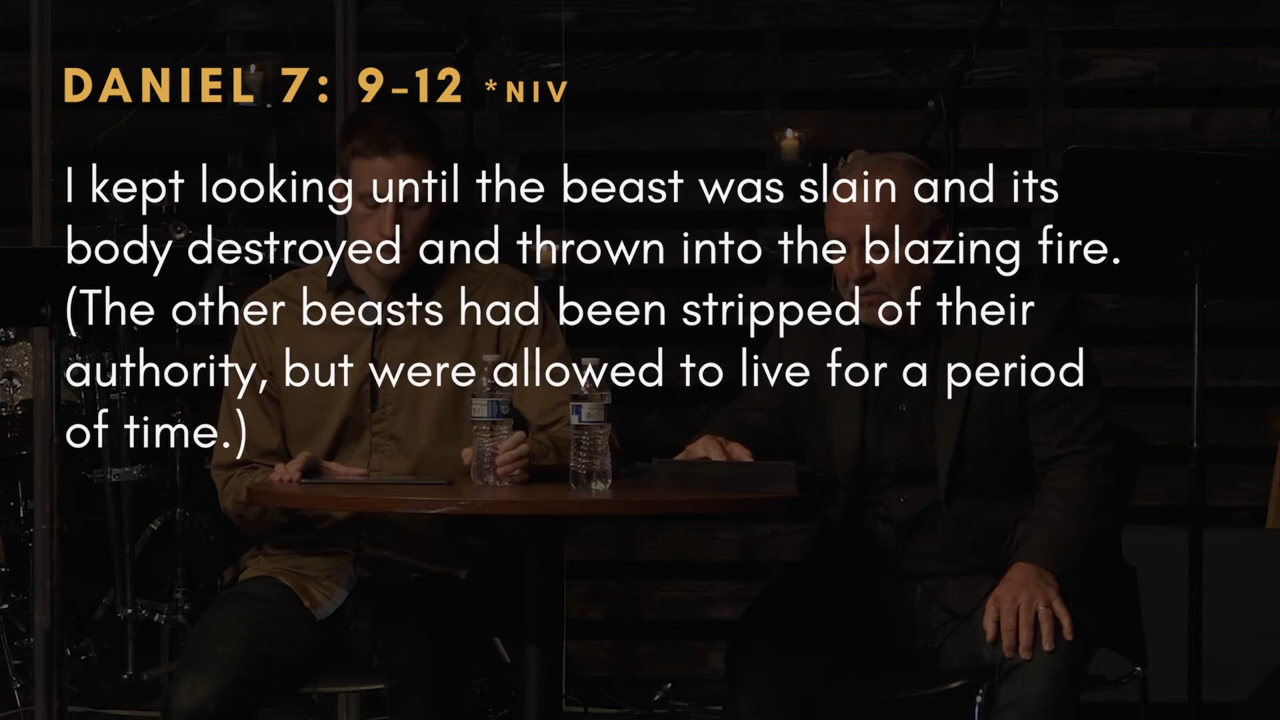 DANIEL 7: 9-12 *NIV
I kept looking until the beast was slain and its
body destroyed and thrown into the blazing fire.
(The other beasts had been stripped of their
authority, but were allowed to live for a period
of time.)